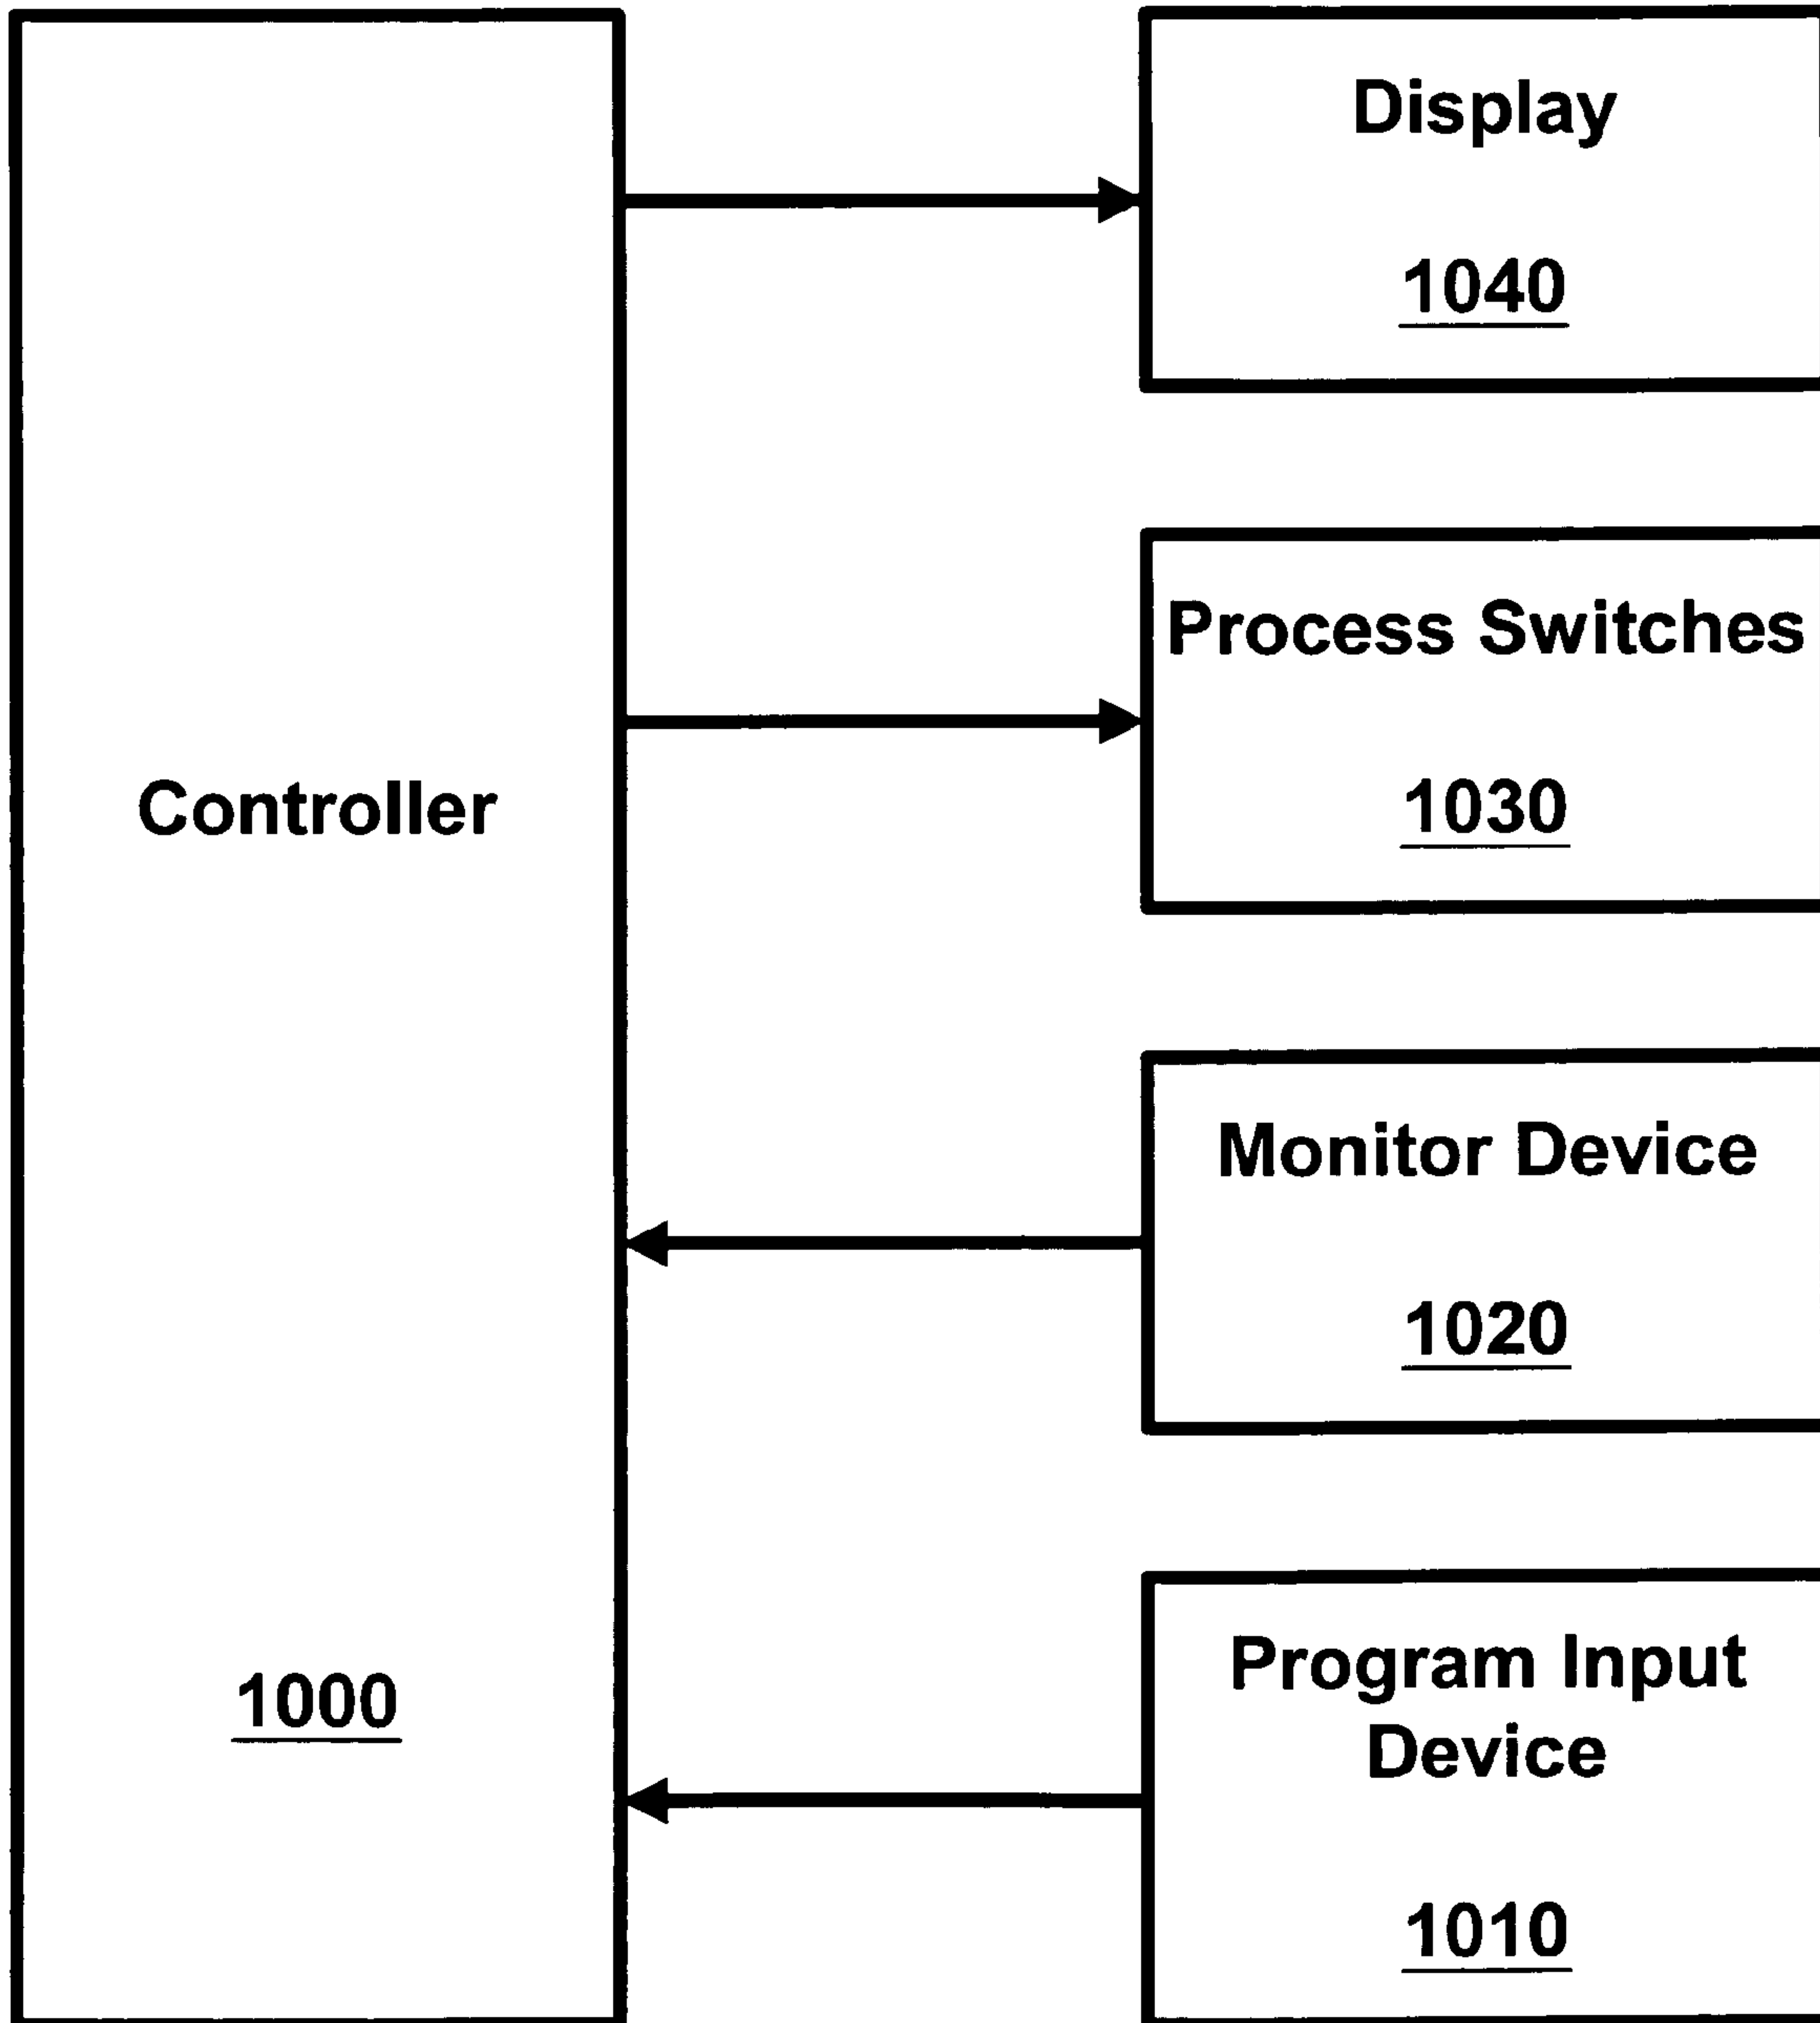 Controller
1000
Display
1040
Process Switches
1030
Monitor Device
1020
Program Input
Device
1010